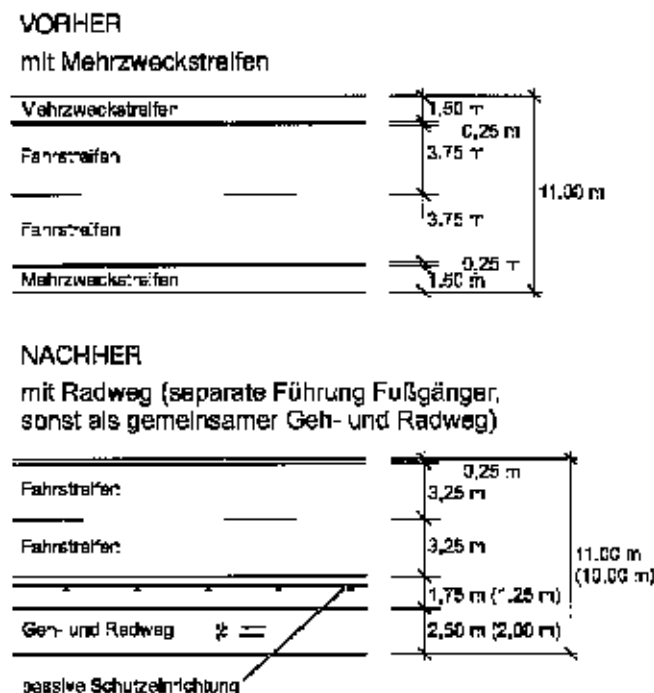 VORHER
mit Mehrzweckstreifen
Mehrzweckstreifen
1,50 m
0,25 m
Fahrstreifen
3,75 m
11,00 m
Fahrstreifen
3,75 m
0,25 m
Mehrzweckstreifen
1,50 m
NACHHER
mit Radweg (separate Führung Fußgänger,
sonst als gemeinsamer Geh- und Radweg)
0,25 m
Fahrstreifen
3,25 m
Fahrstreifen
3,25 m
11,00 m
(10,00 m)
1,75 m (1,25 m)
Geh- und Radweg
2,50 m (2,00 m)
passive Schutzeinrichtung